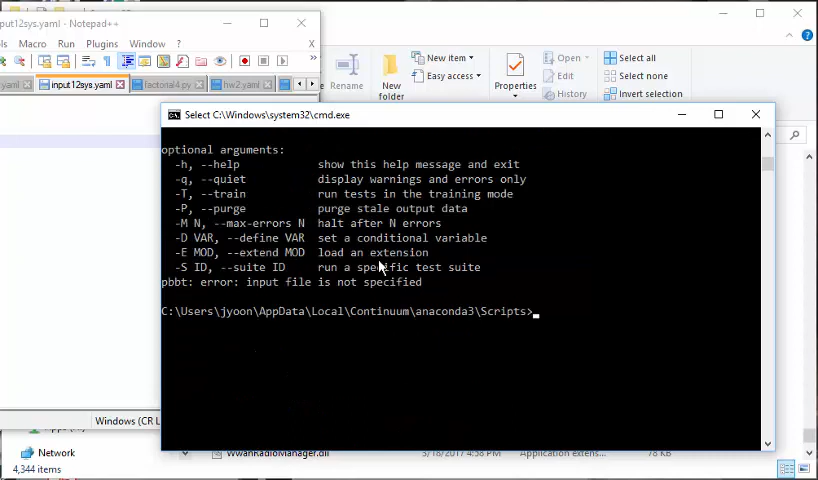 nput12sys.yaml - Notepad++
ols Macro Run Plugins Window ?
X
yaml input12sys.yaml factorial4.py hw2.yaml
Rename
New folder
New item
Easy access
Properties
Open
Edit
History
Select all
Select none
Invert selection
Select C:\Windows\system32\cmd.exe
optional arguments:
-h, --help show this help message and exit
-q, --quiet display warnings and errors only
-T, --train run tests in the training mode
-P, --purge purge stale output data
-M N, --max-errors N halt after N errors
-D VAR, --define VAR set a conditional variable
-E MOD, --extend MOD load an extension
-S ID, --suite ID run a specific test suite
pbbt: error: input file is not specified
C:\Users\jyoon\AppData\Local\Continuum\anaconda3\Scripts>
Windows (CR L
Network
WwanRadioManager.dll 3/18/2017 4:58 PM Application extens... 78 KB
4,344 items